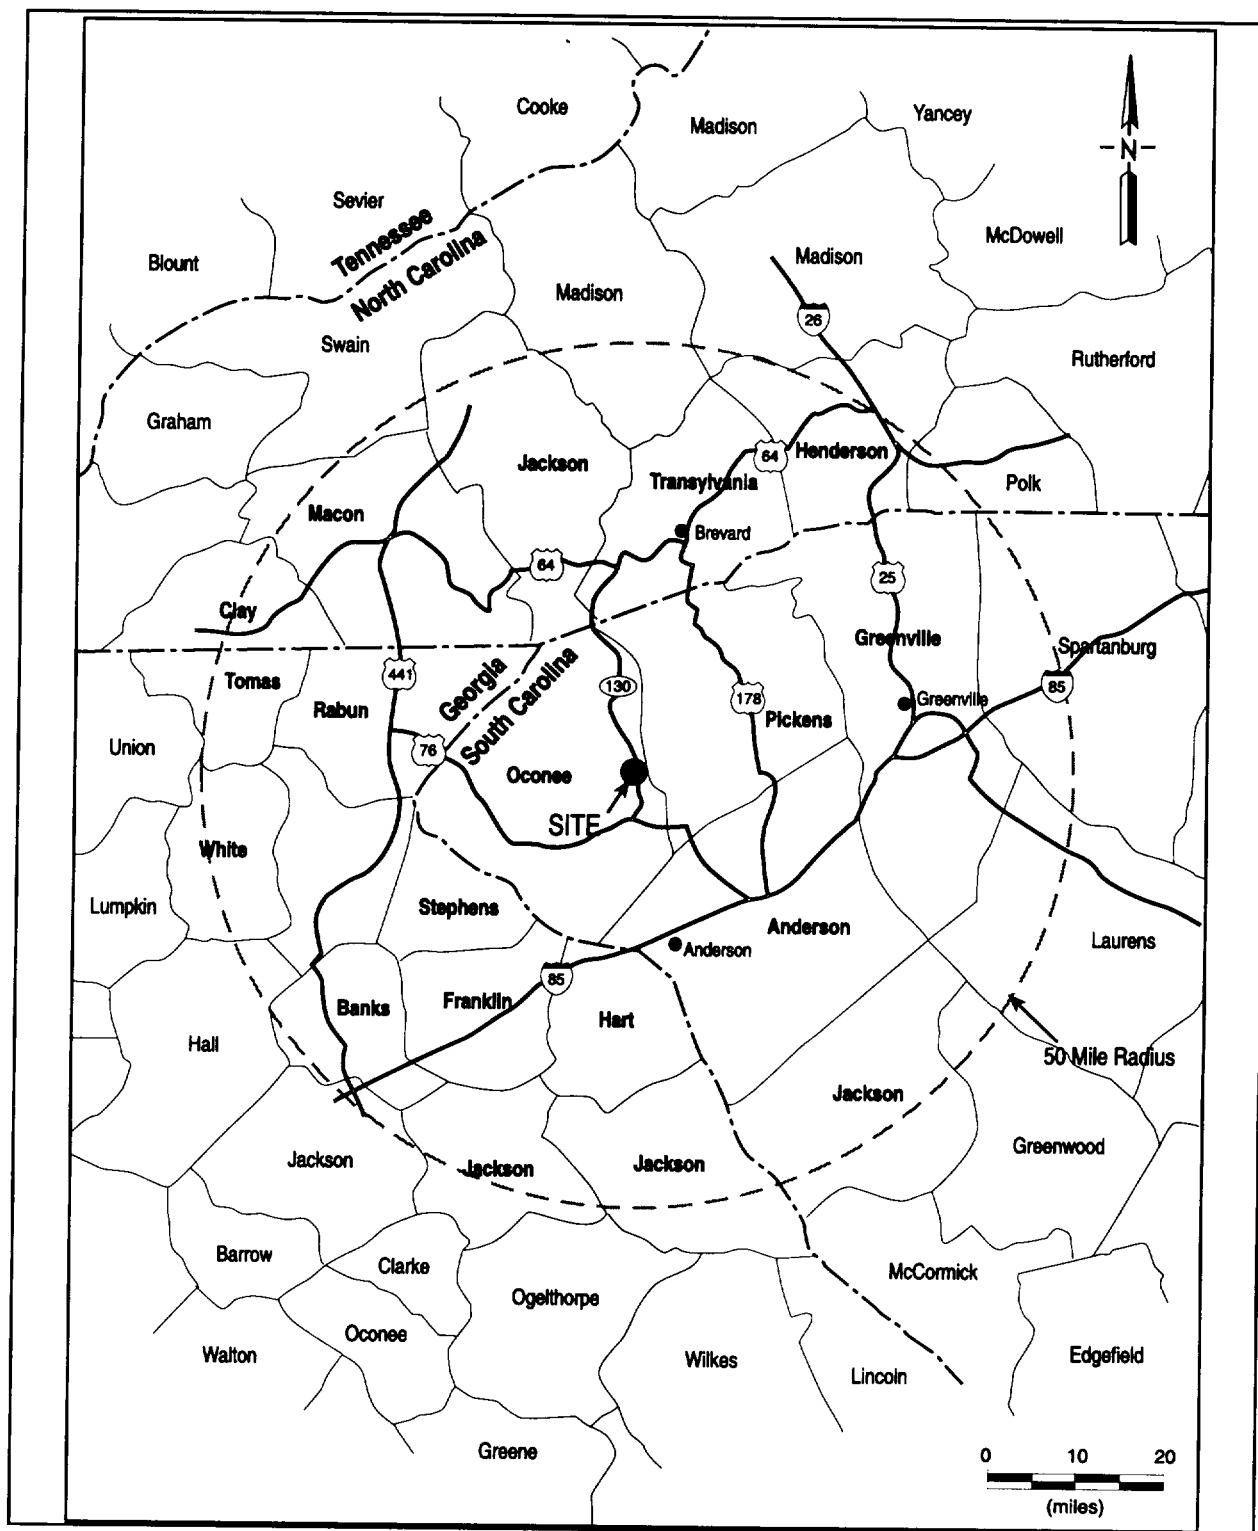 Cooke
Madison
Yancey
N
Sevier
Tennessee
North Carolina
McDowell
Blount
Madison
Madison
26
Swain
Rutherford
Graham
64
Henderson
Jackson
Transylvania
Polk
Macon
Brevard
64
25
Clay
Greenville
Spartanburg
Georgia
South Carolina
441
Tomas
130
85
Rabun
178
Greenville
Pickens
Union
76
Oconee
SITE
White
Lumpkin
Stephens
Anderson
Laurens
Anderson
85
Banks
Franklin
Hart
Hall
50 Mile Radius
Jackson
Greenwood
Jackson
Jackson
Jackson
Barrow
Clarke
McCormick
Ogelthorpe
Oconee
Walton
Wilkes
Edgefield
Lincoln
Greene
0 10 20
(miles)